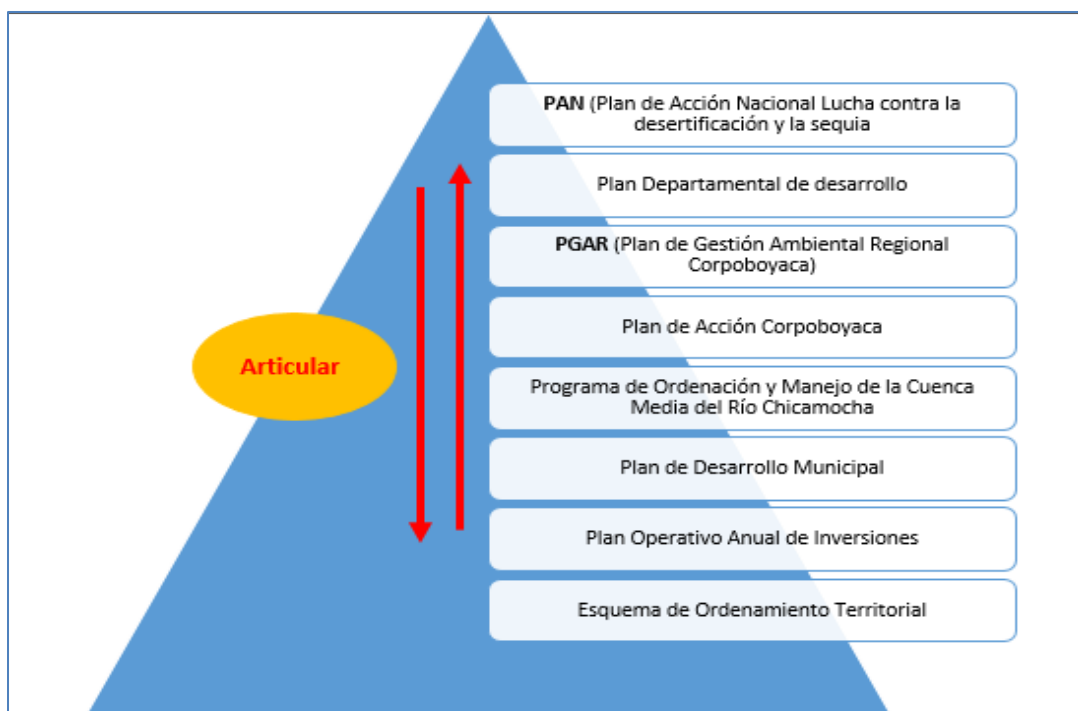 PAN (Plan de Acción Nacional Lucha contra la
desertificación y la sequia
Plan Departamental de desarrollo
PGAR (Plan de Gestión Ambiental Regional
Corpoboyaca)
Plan de Acción Corpoboyaca
Articular
Programa de Ordenación y Manejo de la Cuenca
Media del Río Chicamocha
Plan de Desarrollo Municipal
Plan Operativo Anual de Inversiones
Esquema de Ordenamiento Territorial